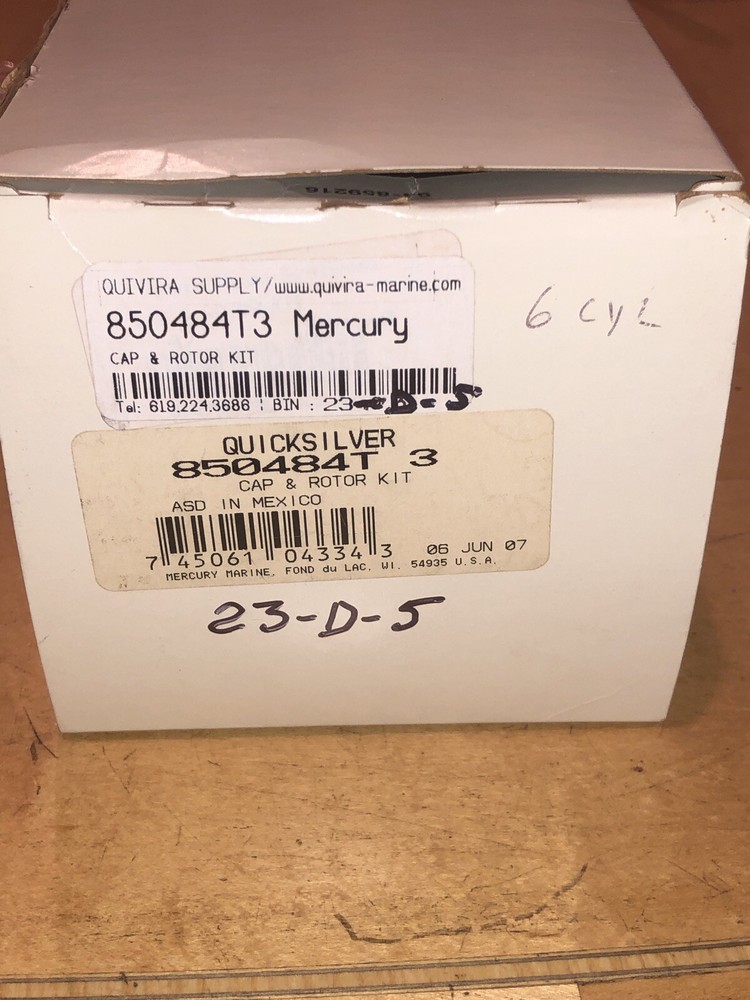 QUIVIRA SUPPLY/www.quivira-marine.com
850484T3 Mercury
CAP & ROTOR KIT
Tel: 619.224.3686 : BIN : 23 D-5
6 CYL
QUICKSILVER
850484T 3
CAP & ROTOR KIT
ASD IN MEXICO
7 45061 04334 3
06 JUN 07
MERCURY MARINE, FOND du LAC, WI. 54935 U.S.A.
23-D-5